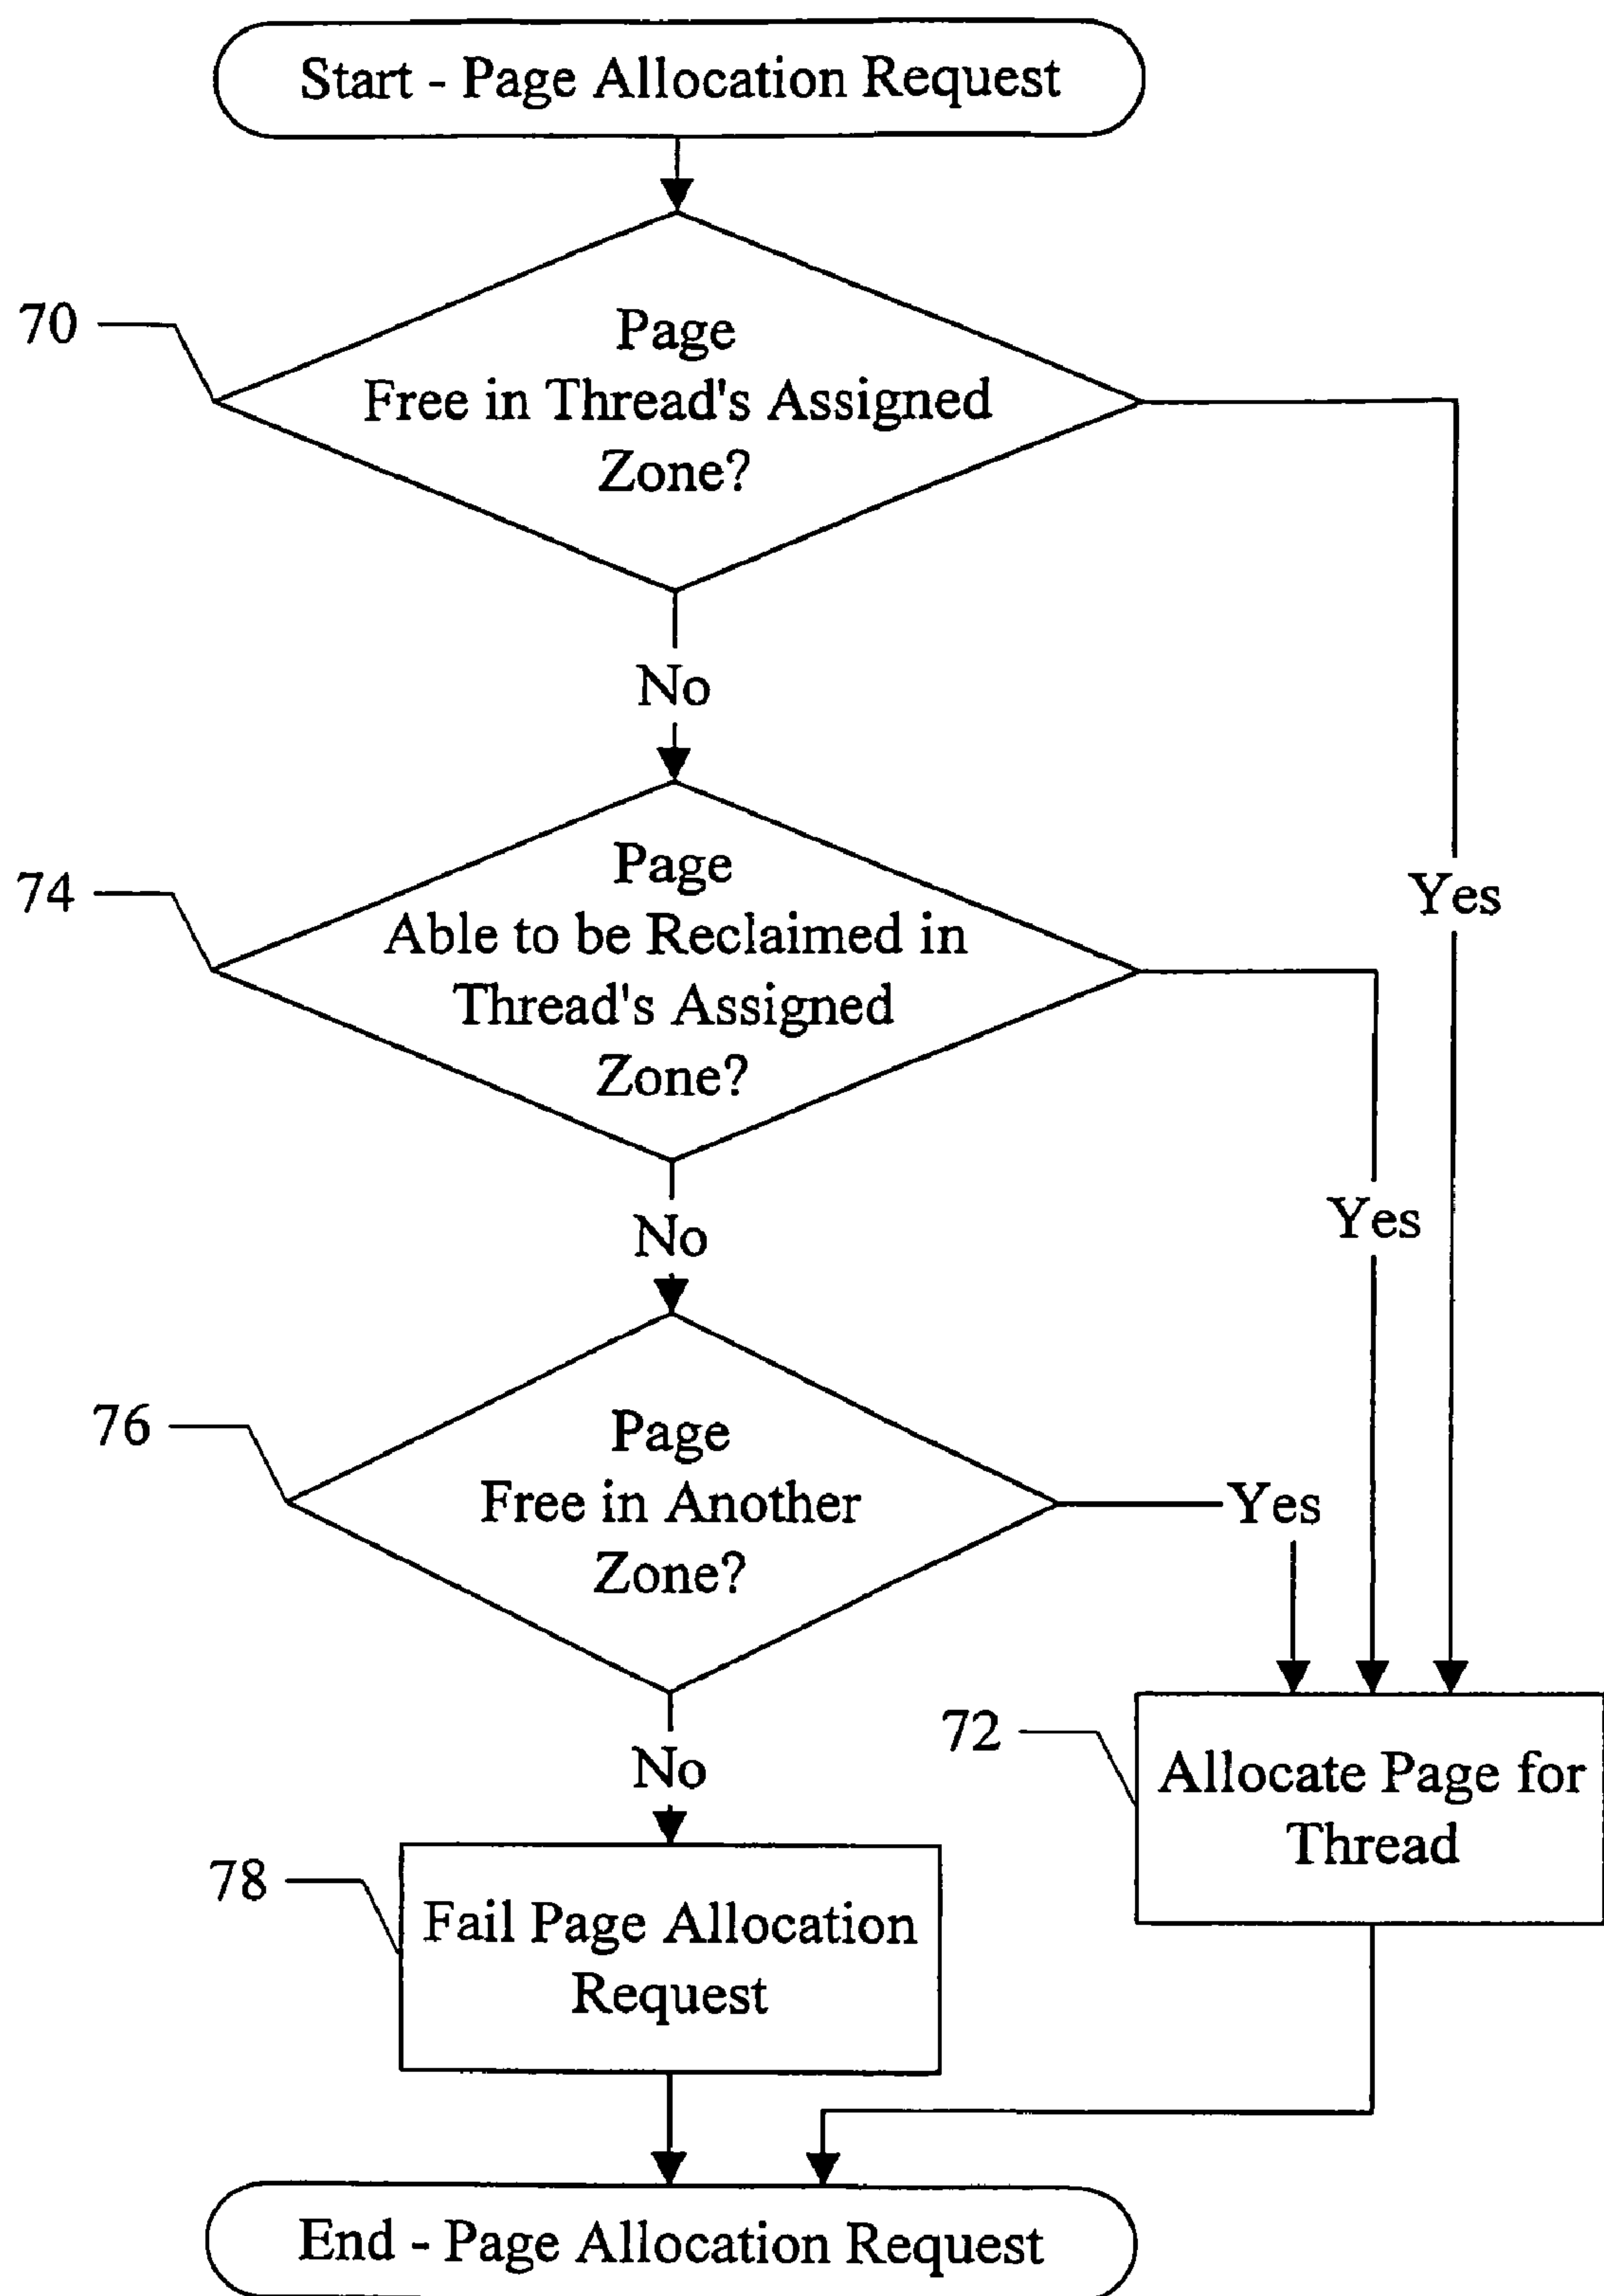 Start - Page Allocation Request
70
Page
Free in Thread's Assigned
Zone?
No
Yes
74
Page
Able to be Reclaimed in
Thread's Assigned
Zone?
Yes
No
76
Page
Free in Another
Zone?
Yes
No
72
Allocate Page for
Thread
78
Fail Page Allocation
Request
End - Page Allocation Request